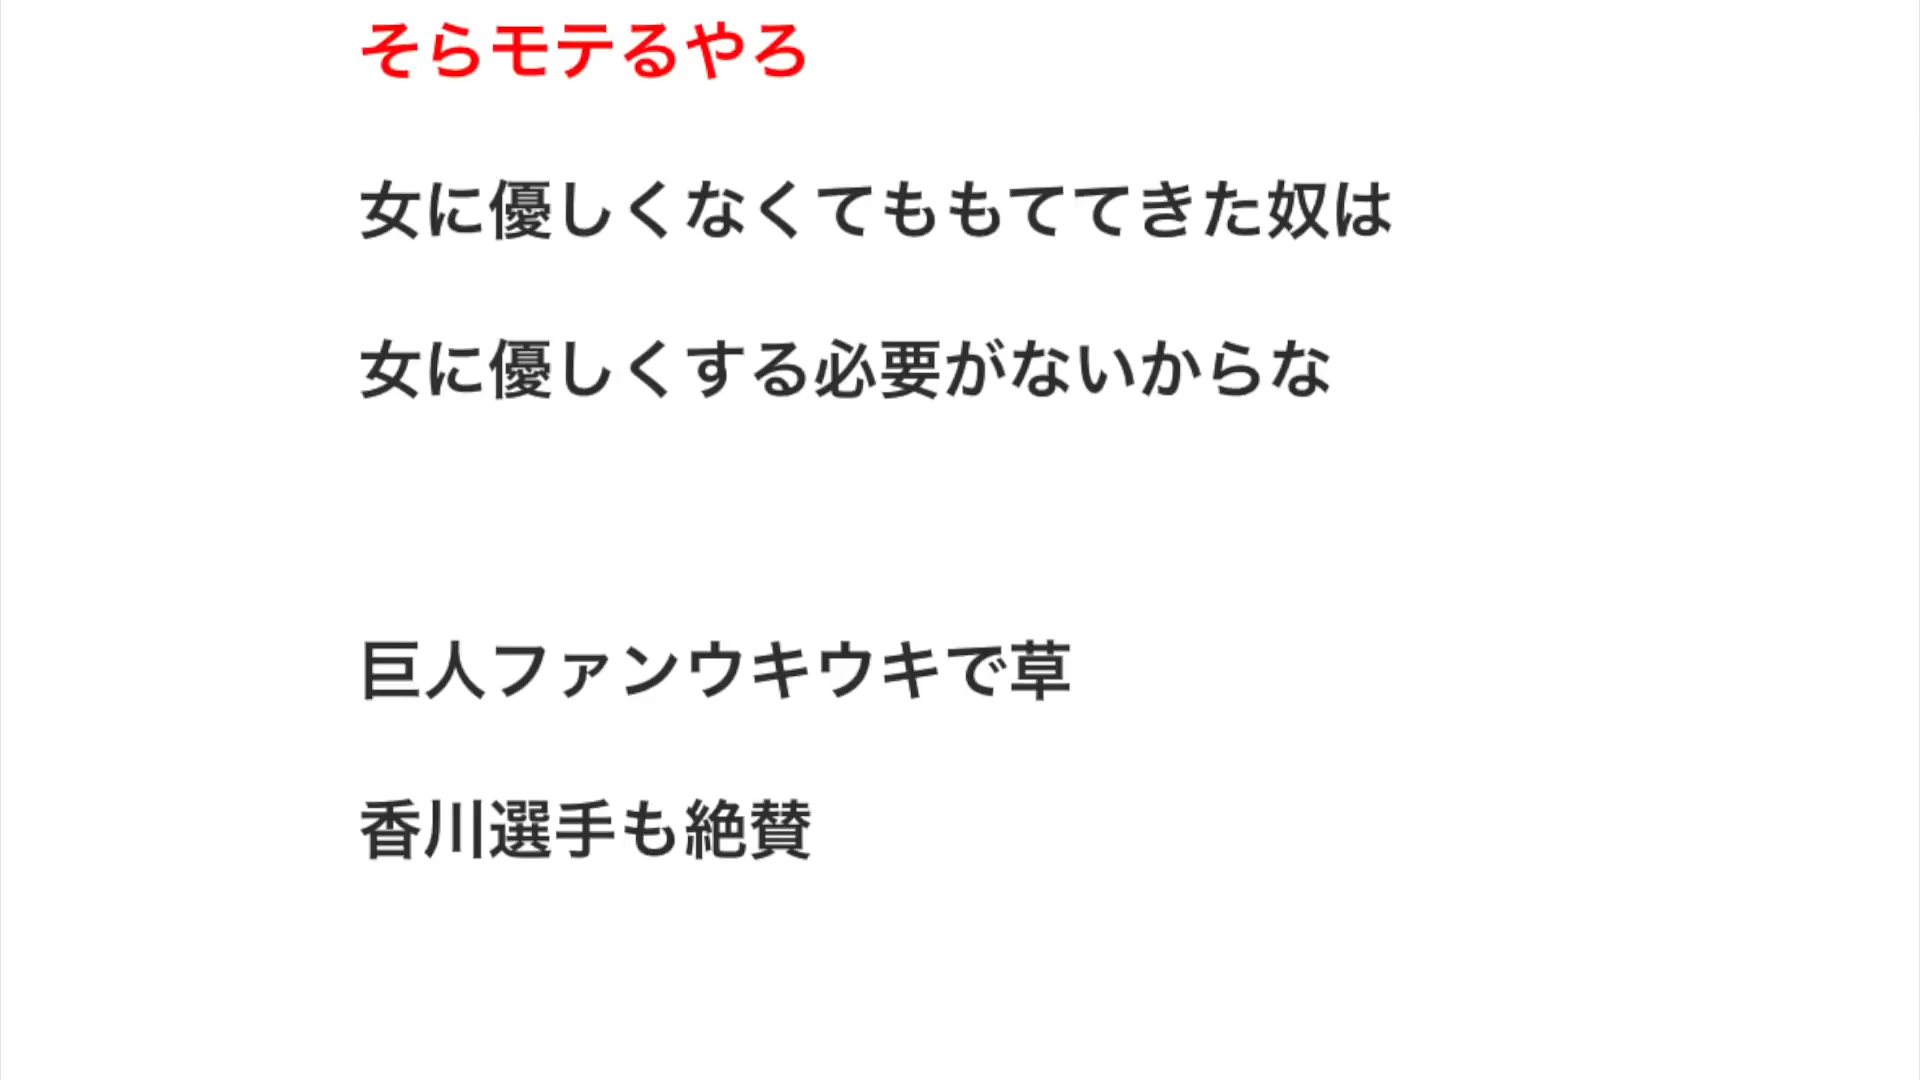 そらモテるやろ
女に優しくなくてももててきた奴は
女に優しくする必要がないからな
巨人ファンウキウキで草
香川選手も絶賛